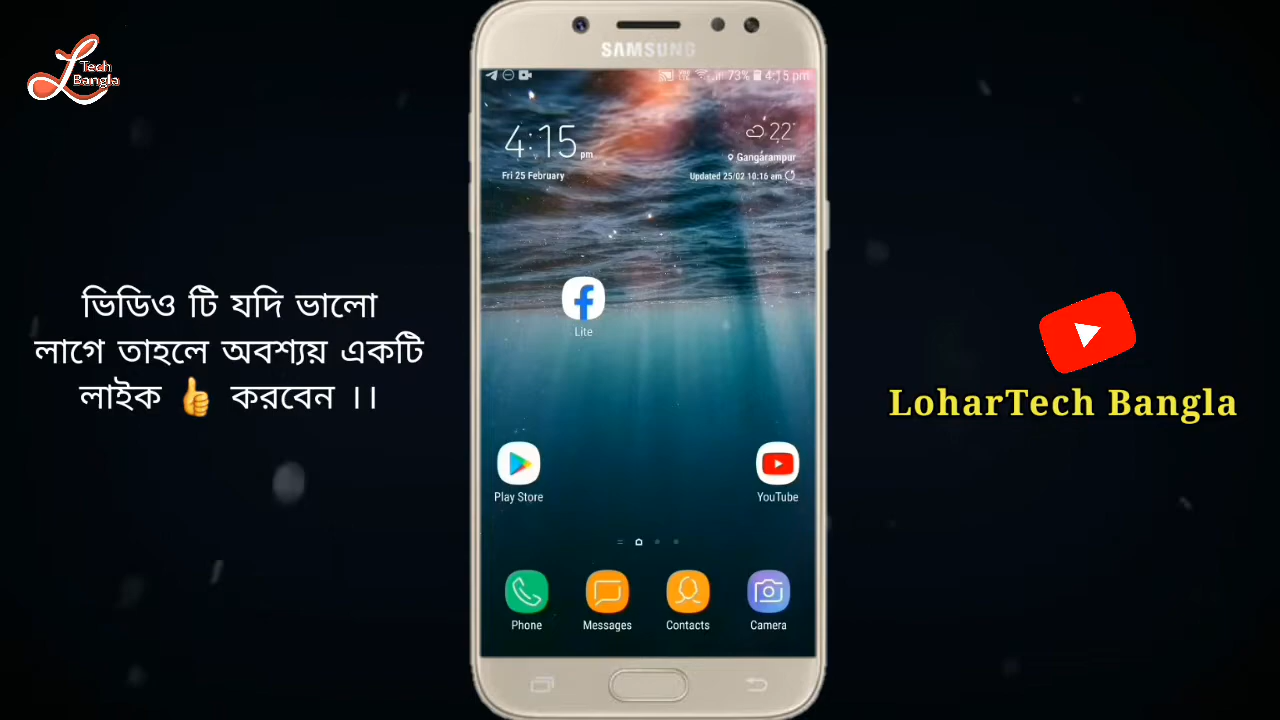 Tech
Bangla
SAMSUNG
73% 4:15 pm
4:15 pm
22°
Gangarampur
Fri 25 February
Updated 25/02 10:16 am
ভিডিও টি যদি ভালো
লাগে তাহলে অবশ্যয় একটি
লাইক 👍 করবেন ।।
Lite
LoharTech Bangla
Play Store
YouTube
Phone
Messages
Contacts
Camera